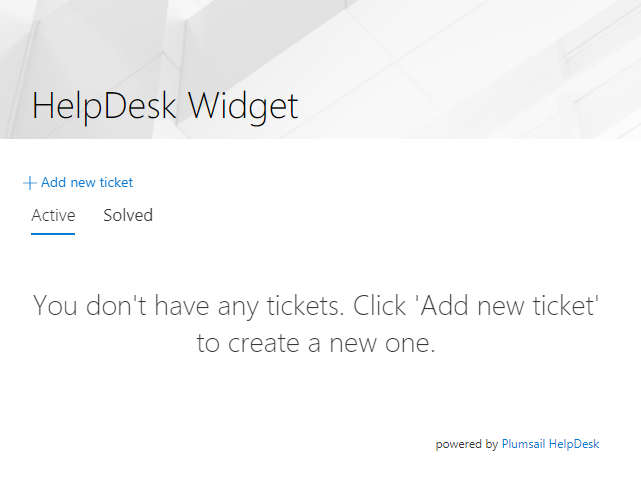 HelpDesk Widget
+ Add new ticket
Active Solved
You don't have any tickets. Click 'Add new ticket'
to create a new one.
powered by Plumsail HelpDesk